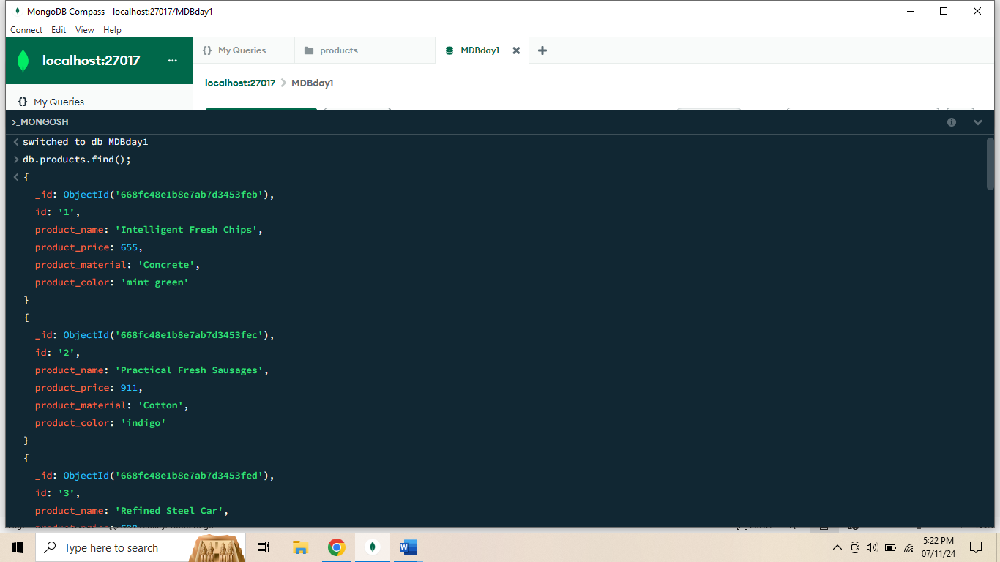 MongoDB Compass - localhost:27017/MDBday1
Connect Edit View Help
localhost:27017 ...
{} My Queries products MDBday1
localhost:27017 > MDBday1
{} My Queries
>_MONGOSH
< switched to db MDBday1
> db.products.find();
< {
_id: ObjectId('668fc48e1b8e7ab7d3453feb'),
id: '1',
product_name: 'Intelligent Fresh Chips',
product_price: 655,
product_material: 'Concrete',
product_color: 'mint green'
}
{
_id: ObjectId('668fc48e1b8e7ab7d3453fec'),
id: '2',
product_name: 'Practical Fresh Sausages',
product_price: 911,
product_material: 'Cotton',
product_color: 'indigo'
}
{
_id: ObjectId('668fc48e1b8e7ab7d3453fed'),
id: '3',
product_name: 'Refined Steel Car',
Type here to search
5:22 PM
07/11/24